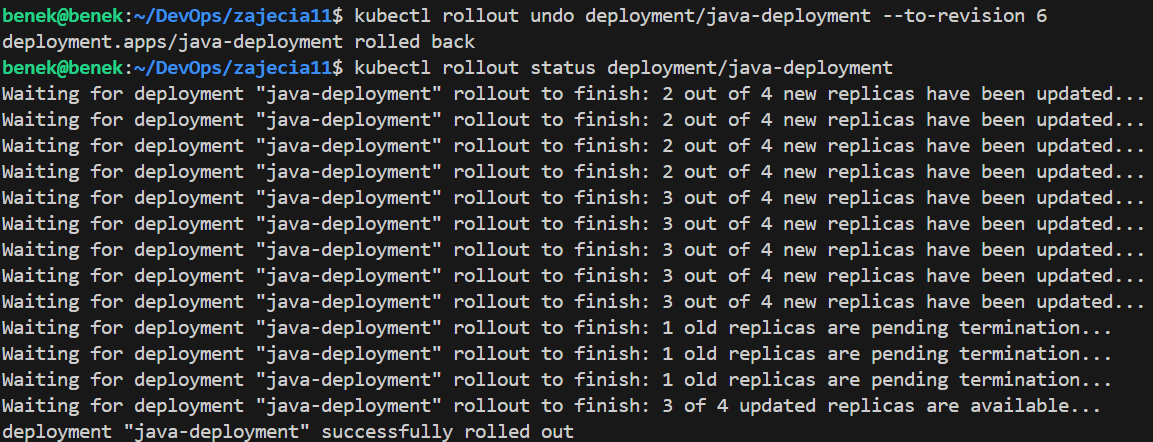 benek@benek:~/DevOps/zajecia11$ kubectl rollout undo deployment/java-deployment --to-revision 6
deployment.apps/java-deployment rolled back
benek@benek:~/DevOps/zajecia11$ kubectl rollout status deployment/java-deployment
Waiting for deployment "java-deployment" rollout to finish: 2 out of 4 new replicas have been updated...
Waiting for deployment "java-deployment" rollout to finish: 2 out of 4 new replicas have been updated...
Waiting for deployment "java-deployment" rollout to finish: 2 out of 4 new replicas have been updated...
Waiting for deployment "java-deployment" rollout to finish: 2 out of 4 new replicas have been updated...
Waiting for deployment "java-deployment" rollout to finish: 3 out of 4 new replicas have been updated...
Waiting for deployment "java-deployment" rollout to finish: 3 out of 4 new replicas have been updated...
Waiting for deployment "java-deployment" rollout to finish: 3 out of 4 new replicas have been updated...
Waiting for deployment "java-deployment" rollout to finish: 3 out of 4 new replicas have been updated...
Waiting for deployment "java-deployment" rollout to finish: 3 out of 4 new replicas have been updated...
Waiting for deployment "java-deployment" rollout to finish: 1 old replicas are pending termination...
Waiting for deployment "java-deployment" rollout to finish: 1 old replicas are pending termination...
Waiting for deployment "java-deployment" rollout to finish: 1 old replicas are pending termination...
Waiting for deployment "java-deployment" rollout to finish: 3 of 4 updated replicas are available...
deployment "java-deployment" successfully rolled out